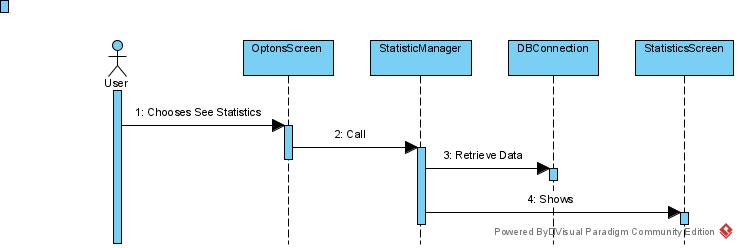 OptonsScreen
StatisticManager
DBConnection
StatisticsScreen
User
1: Chooses See Statistics
2: Call
3: Retrieve Data
4: Shows
Powered By Visual Paradigm Community Edition